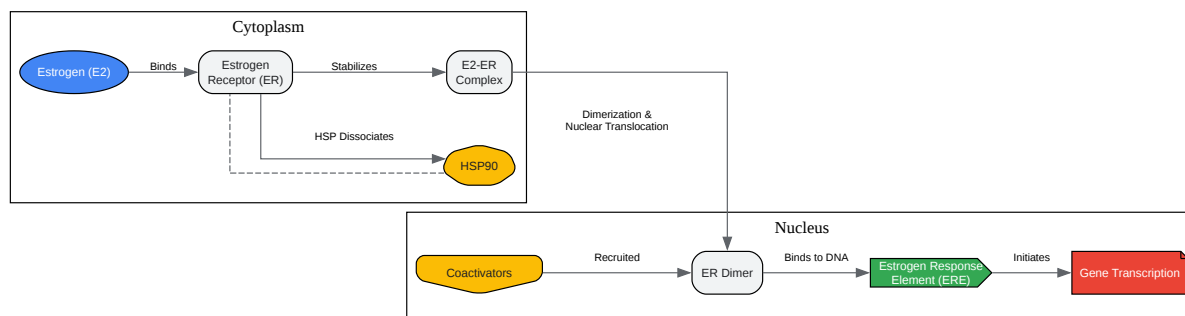 Cytoplasm
Estrogen (E2)
Binds
Estrogen
Receptor (ER)
Stabilizes
E2-ER
Complex
HSP Dissociates
HSP90
Dimerization &
Nuclear Translocation
Nucleus
Coactivators
Recruited
ER Dimer
Binds to DNA
Estrogen Response
Element (ERE)
Initiates
Gene Transcription